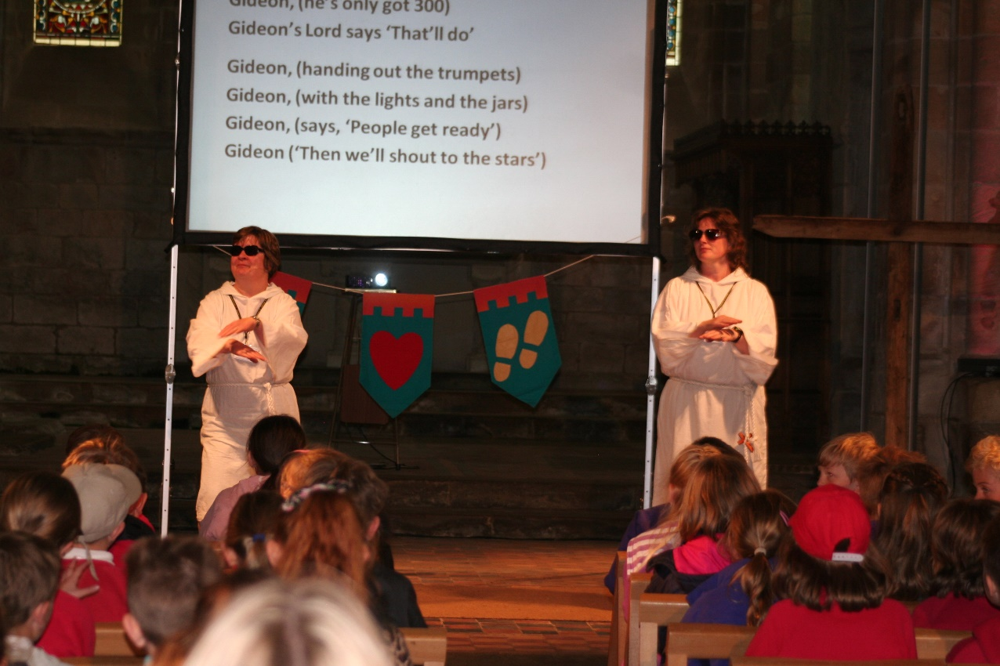 Gideon, (he's only got 300)
Gideon's Lord says 'That'll do'
Gideon, (handing out the trumpets)
Gideon, (with the lights and the jars)
Gideon, (says, 'People get ready')
Gideon ('Then we'll shout to the stars')